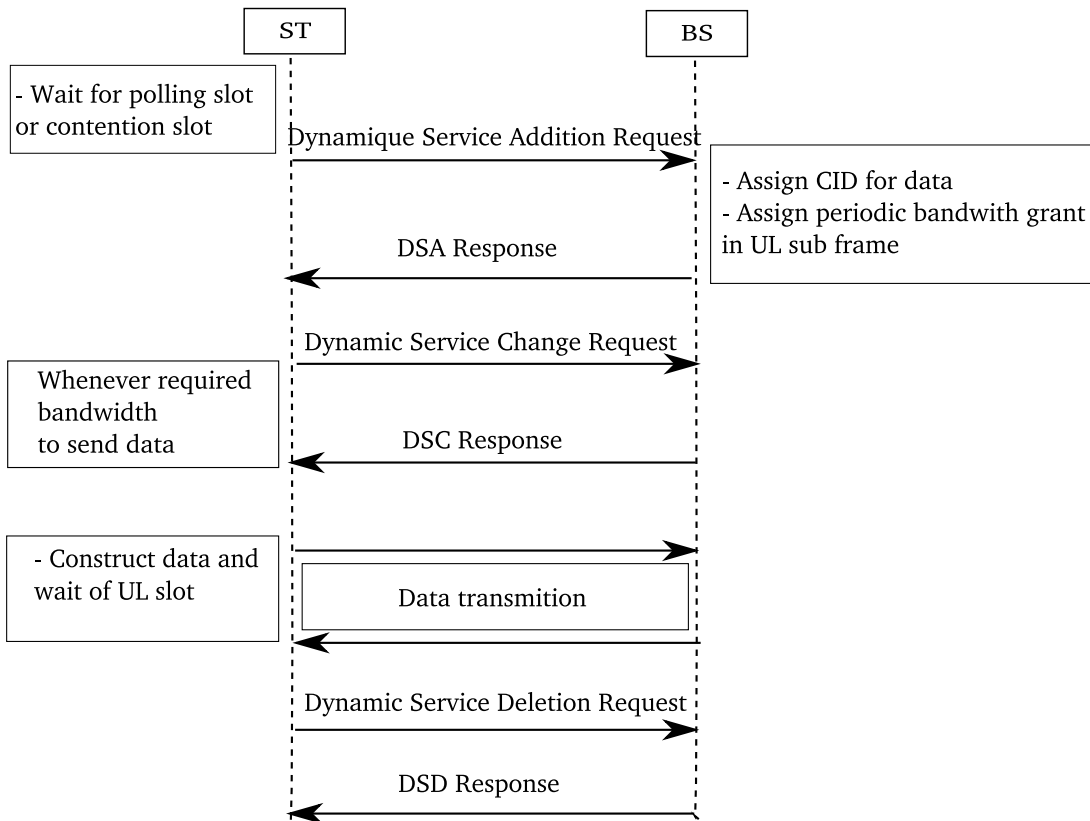 ST
BS
- Wait for polling slot
or contention slot
Dynamique Service Addition Request
- Assign CID for data
- Assign periodic bandwith grant
in UL sub frame
DSA Response
Dynamic Service Change Request
Whenever required
bandwidth
to send data
DSC Response
- Construct data and
wait of UL slot
Data transmition
Dynamic Service Deletion Request
DSD Response